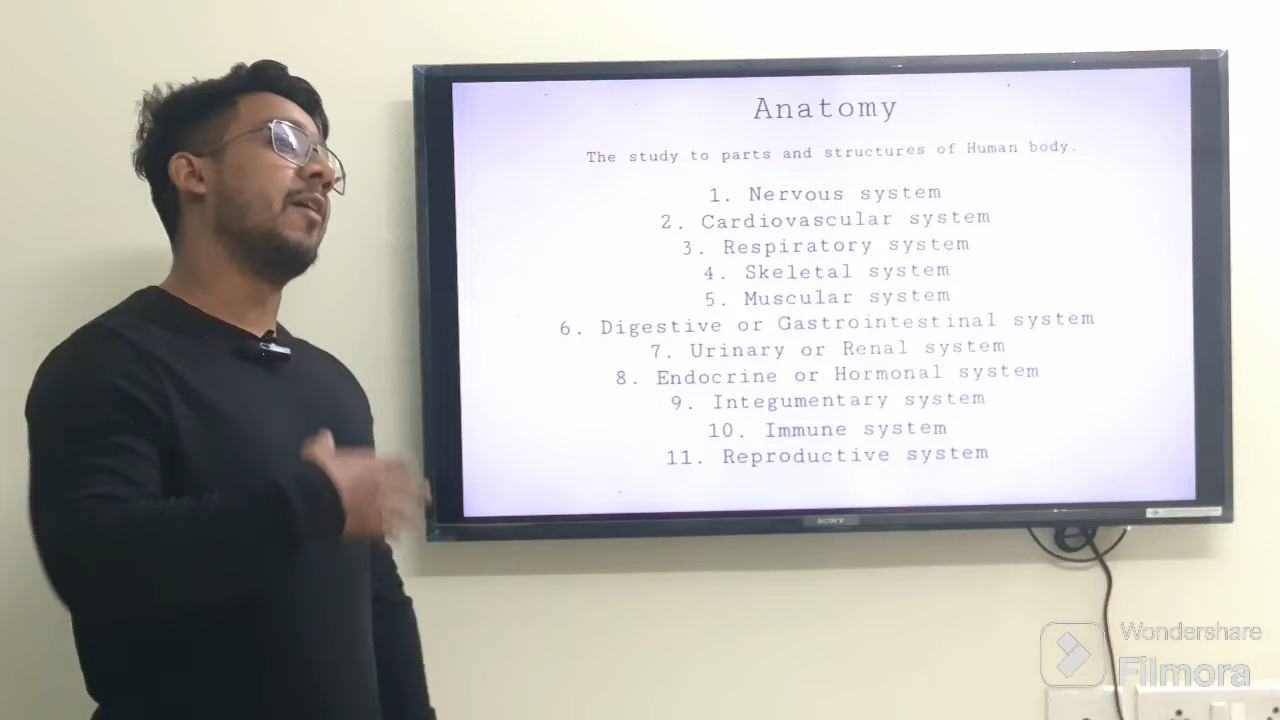 Anatomy
The study to parts and structures of Human body.
1. Nervous system
2. Cardiovascular system
3. Respiratory system
4. Skeletal system
5. Muscular system
6. Digestive or Gastrointestinal system
7. Urinary or Renal system
8. Endocrine or Hormonal system
9. Integumentary system
10. Immune system
11. Reproductive system
SONY
Wondershare
Filmora